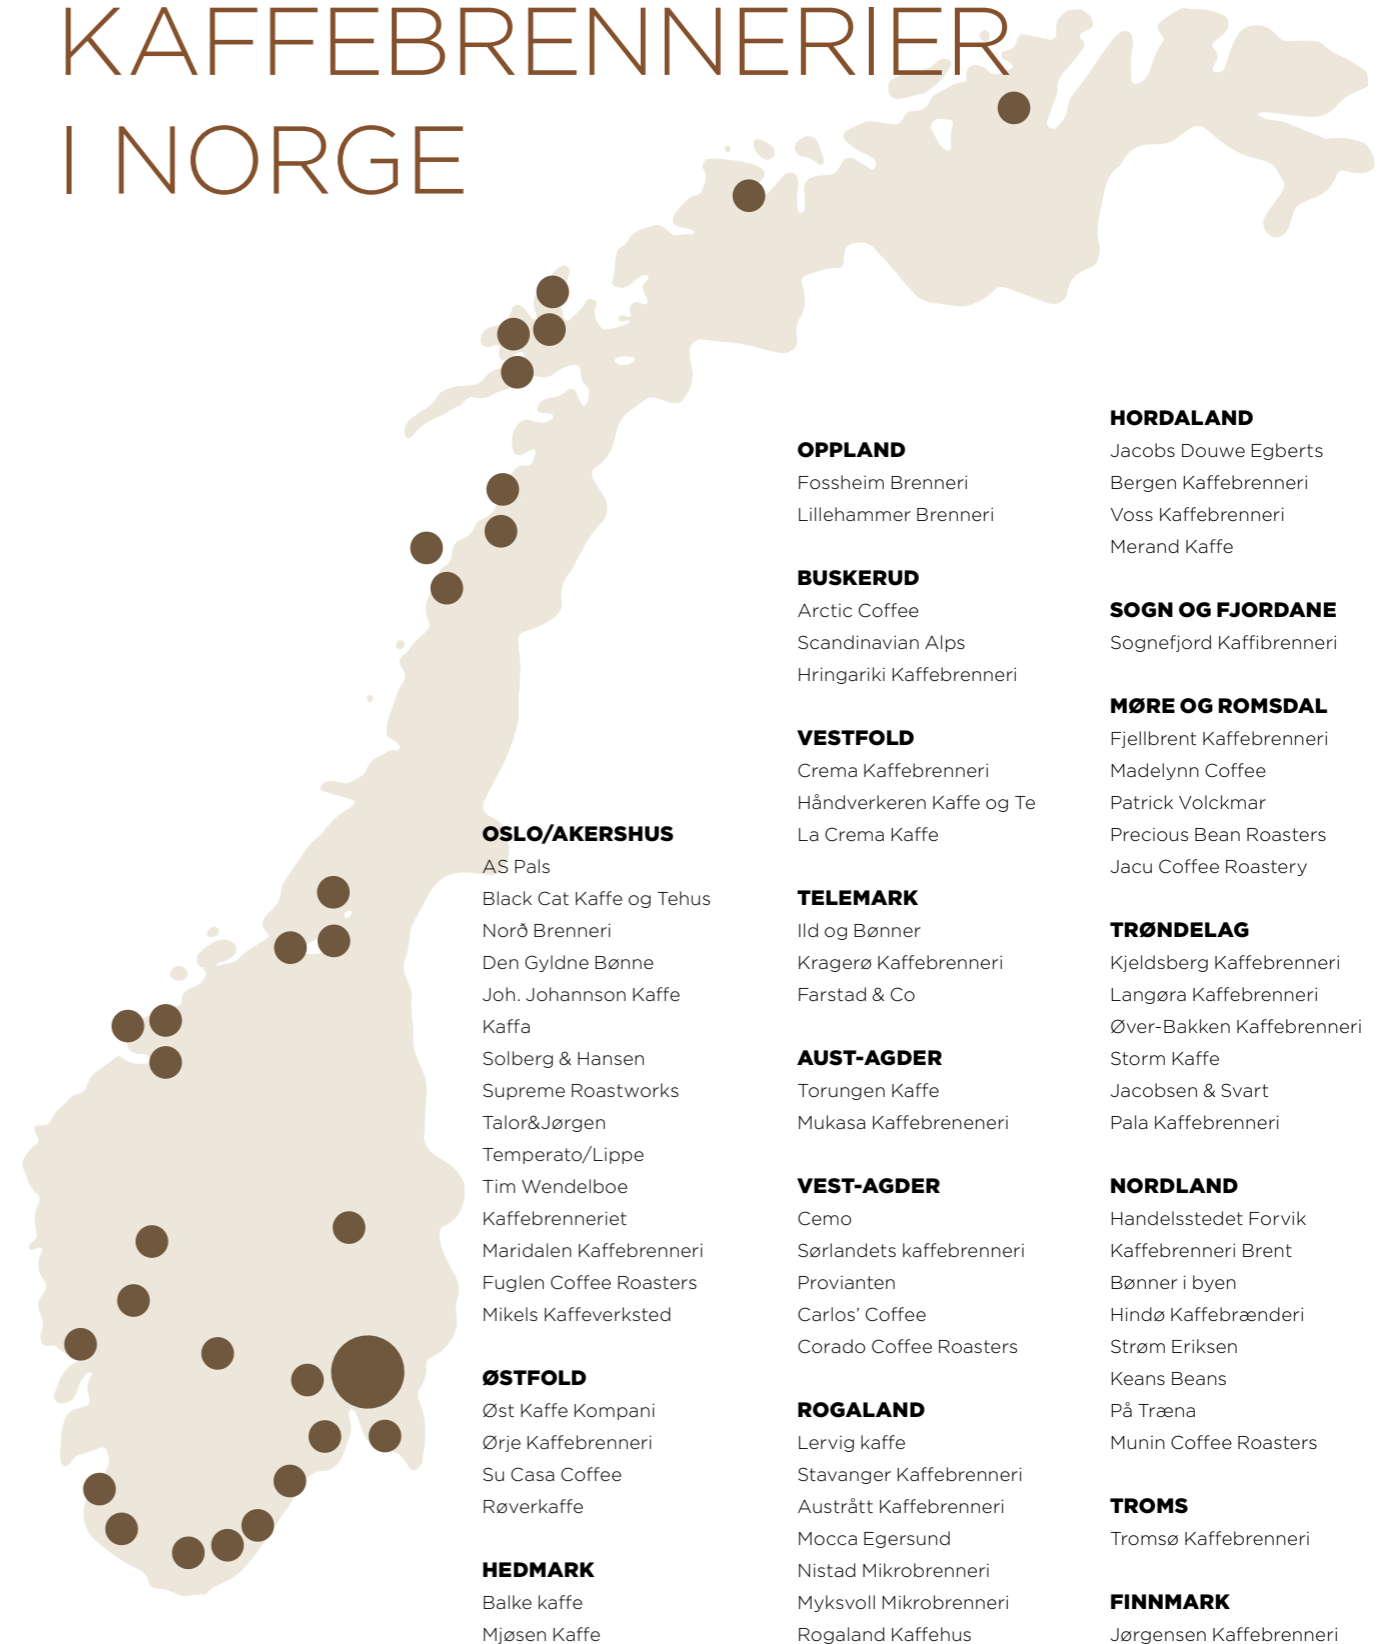 KAFFEBRENNERIER
I NORGE
OSLO/AKERSHUS
AS Pals
Black Cat Kaffe og Tehus
Norð Brenneri
Den Gyldne Bønne
Joh. Johannson Kaffe
Kaffa
Solberg & Hansen
Supreme Roastworks
Talor&Jørgen
Temperato/Lippe
Tim Wendelboe
Kaffebrenneriet
Maridalen Kaffebrenneri
Fuglen Coffee Roasters
Mikels Kaffeverksted
ØSTFOLD
Øst Kaffe Kompani
Ørje Kaffebrenneri
Su Casa Coffee
Røverkaffe
HEDMARK
Balke kaffe
Mjøsen Kaffe
OPPLAND
Fossheim Brenneri
Lillehammer Brenneri
BUSKERUD
Arctic Coffee
Scandinavian Alps
Hringariki Kaffebrenneri
VESTFOLD
Crema Kaffebrenneri
Håndverkeren Kaffe og Te
La Crema Kaffe
TELEMARK
Ild og Bønner
Kragerø Kaffebrenneri
Farstad & Co
AUST-AGDER
Torungen Kaffe
Mukasa Kaffebreneneri
VEST-AGDER
Cemo
Sørlandets kaffebrenneri
Provianten
Carlos’ Coffee
Corado Coffee Roasters
ROGALAND
Lervig kaffe
Stavanger Kaffebrenneri
Austrått Kaffebrenneri
Mocca Egersund
Nistad Mikrobrenneri
Myksvoll Mikrobrenneri
Rogaland Kaffehus
HORDALAND
Jacobs Douwe Egberts
Bergen Kaffebrenneri
Voss Kaffebrenneri
Merand Kaffe
SOGN OG FJORDANE
Sognefjord Kaffibrenneri
MØRE OG ROMSDAL
Fjellbrent Kaffebrenneri
Madelynn Coffee
Patrick Volckmar
Precious Bean Roasters
Jacu Coffee Roastery
TRØNDELAG
Kjeldsberg Kaffebrenneri
Langøra Kaffebrenneri
Øver-Bakken Kaffebrenneri
Storm Kaffe
Jacobsen & Svart
Pala Kaffebrenneri
NORDLAND
Handelsstedet Forvik
Kaffebrenneri Brent
Bønner i byen
Hindø Kaffebrænderi
Strøm Eriksen
Keans Beans
På Træna
Munin Coffee Roasters
TROMS
Tromsø Kaffebrenneri
FINNMARK
Jørgensen Kaffebrenneri